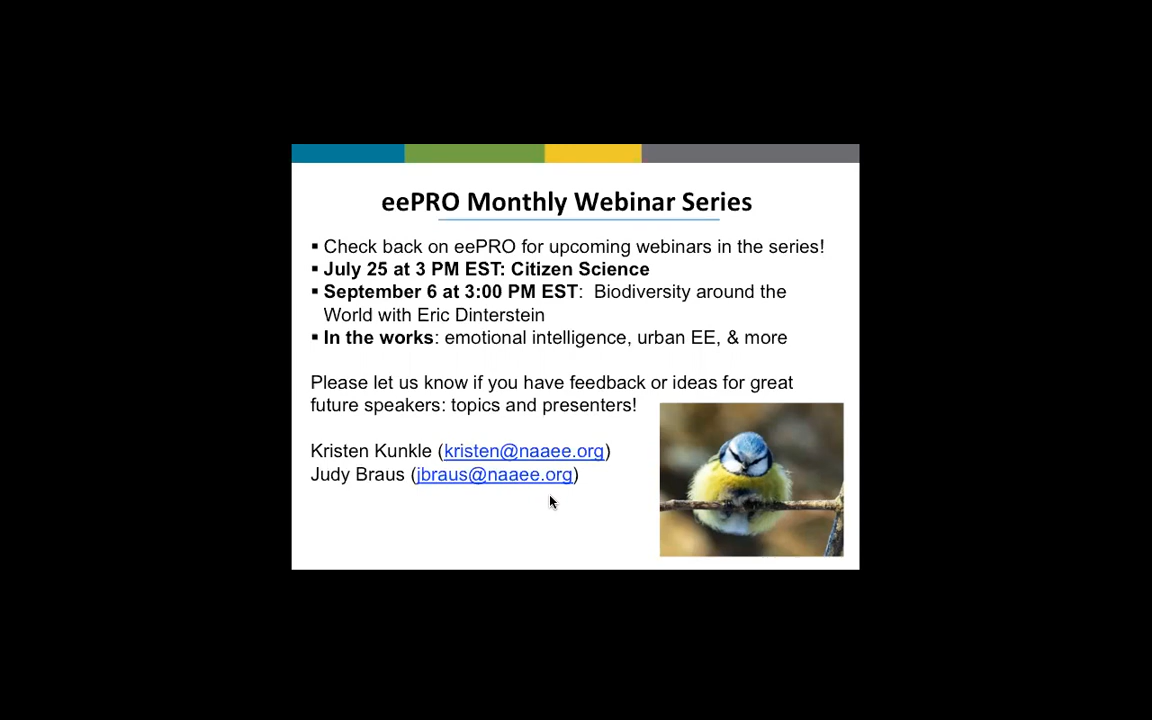 eePRO Monthly Webinar Series
▪ Check back on eePRO for upcoming webinars in the series!
▪ July 25 at 3 PM EST: Citizen Science
▪ September 6 at 3:00 PM EST:  Biodiversity around the
World with Eric Dinterstein
▪ In the works: emotional intelligence, urban EE, & more
Please let us know if you have feedback or ideas for great
future speakers: topics and presenters!
Kristen Kunkle (kristen@naaee.org)
Judy Braus (jbraus@naaee.org)